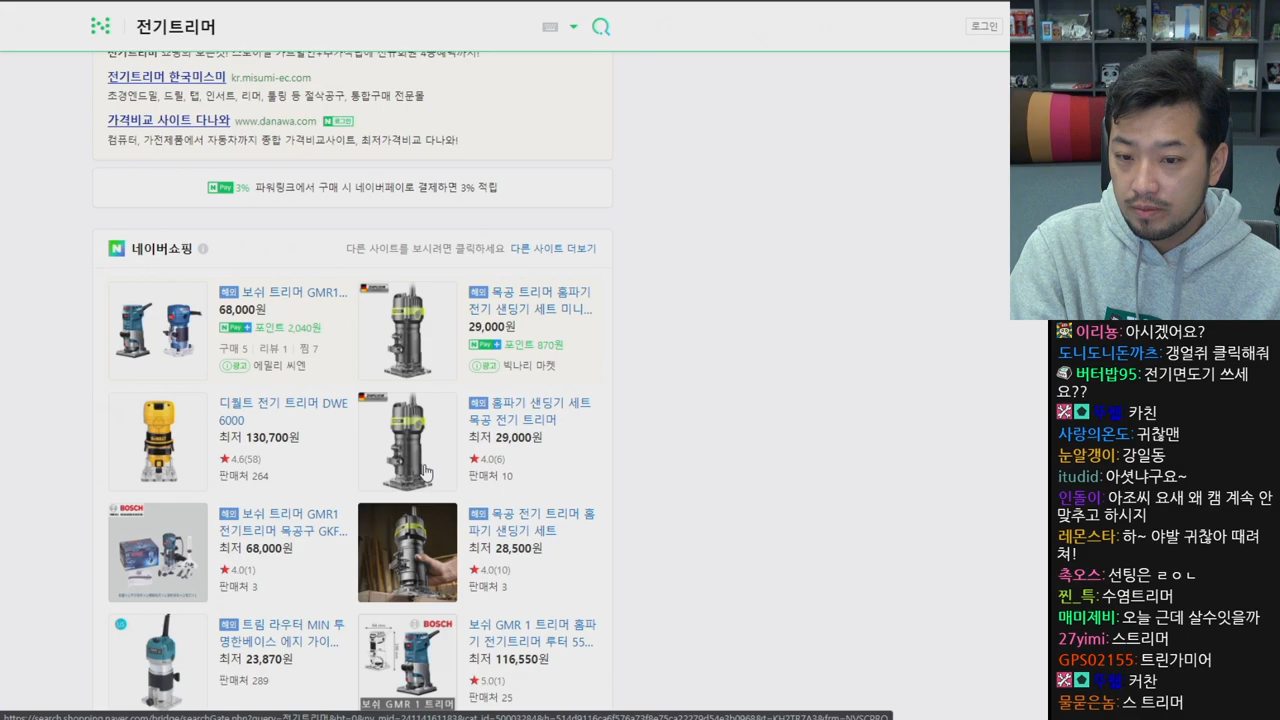 전기트리머
로그인
전기트리머 한국미스미 kr.misumi-ec.com
초경엔드밀, 드릴, 탭, 인서트, 리머, 툴링 등 절삭공구, 통합구매 전문몰
가격비교 사이트 다나와 www.danawa.com N 로그인
컴퓨터, 가전제품에서 자동차까지 종합 가격비교사이트, 최저가격비교 다나와!
N Pay 3% 파워링크에서 구매 시 네이버페이로 결제하면 3% 적립
N 네이버쇼핑
다른 사이트를 보시려면 클릭하세요 다른 사이트 더보기
해외 보쉬 트리머 GMR1...
68,000원
N Pay + 포인트 2,040원
구매 5 | 리뷰 1 | 찜 7
광고 에밀리 씨엔
해외 목공 트리머 홈파기
전기 샌딩기 세트 미니...
29,000원
N Pay + 포인트 870원
광고 빅나리 마켓
디월트 전기 트리머 DWE
6000
최저 130,700원
★4.6(58)
판매처 264
해외 홈파기 샌딩기 세트
목공 전기 트리머
최저 29,000원
★4.0(6)
판매처 10
BOSCH
해외 보쉬 트리머 GMR1
전기트리머 목공구 GKF...
최저 68,000원
★4.0(1)
판매처 3
해외 목공 전기 트리머 홈
파기 샌딩기 세트
최저 28,500원
★4.0(10)
판매처 3
해외 트림 라우터 MIN 투
명한베이스 에지 가이...
최저 23,870원
판매처 289
BOSCH
보쉬 GMR 1 트리머
보쉬 GMR 1 트리머 홈파
기 전기트리머 루터 55...
최저 116,550원
★5.0(1)
판매처 25
이리뇽: 아시겠어요?
도니도니돈까츠: 갱얼쥐 클릭해줘
버터밥95: 전기면도기 쓰세
요??
뚜삡 카친
사랑의온도: 귀찮맨
눈알갱이: 강일동
itudid: 아셧냐구요~
인돌이: 아조씨 요새 왜 캠 계속 안
맞추고 하시지
레몬스타: 하~ 야발 귀찮아 때려
쳐!
촉오스: 선팅은 ㄹㅇㄴ
찐_특: 수염트리머
매미제비: 오늘 근데 살수잇을까
27yimi: 스트리머
GPS02155: 트린가미어
뚜삡 커찬
물묻은놈: 스 트리머